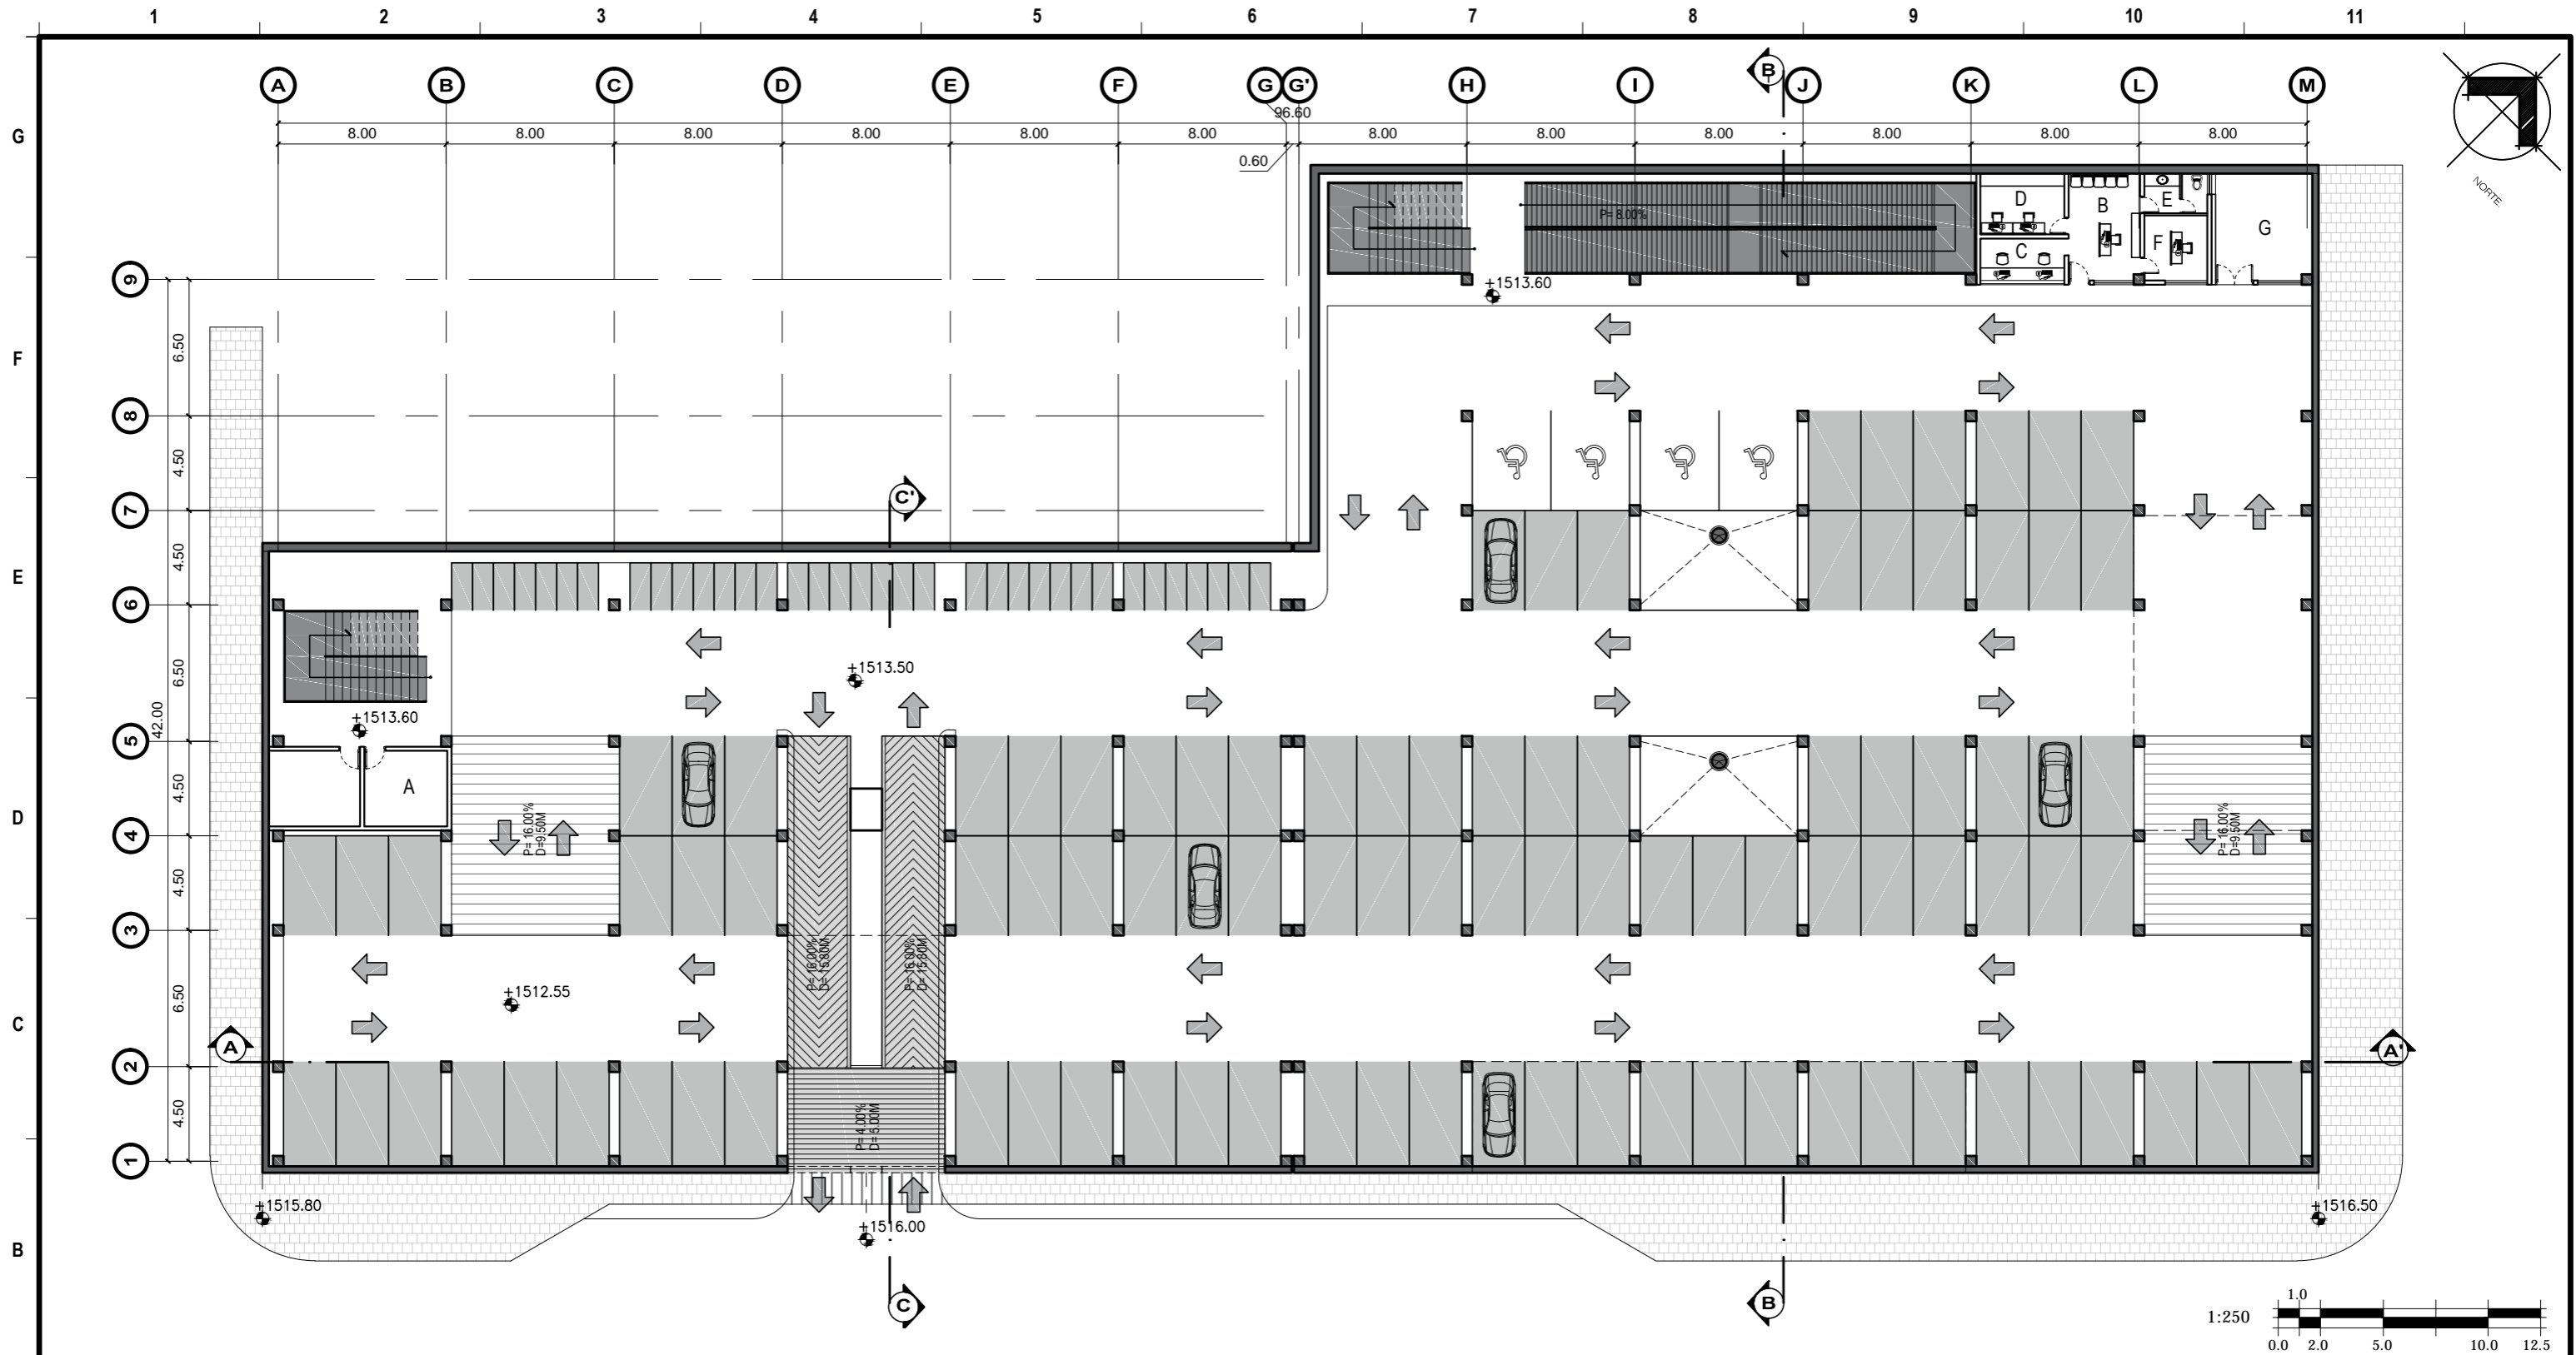 1 2 3 4 5 6 7 8 9 10 11
A B C D E F G G' H I J K L M
B
96.60
8.00 8.00 8.00 8.00 8.00 8.00 8.00 8.00 8.00 8.00 8.00 8.00
0.60
G
NORTE
D B E
P= 8.00%
C F G
9
+1513.60
F
6.50
8
4.50
C'
7
E
4.50
6
6.50
+1513.50
42.00
+1513.60
5
A
4.50
D
P= 16.00%
D=9.50M
P= 16.00%
D=9.50M
4
4.50
3
P= 16.00%
D= 15.80M
P= 16.00%
D= 15.80M
6.50
+1512.55
C
A
A'
2
4.50
P= 4.00%
D= 5.00M
1
+1515.80
+1516.00
+1516.50
B
C
B
1:250
1.0
0.0 2.0 5.0 10.0 12.5